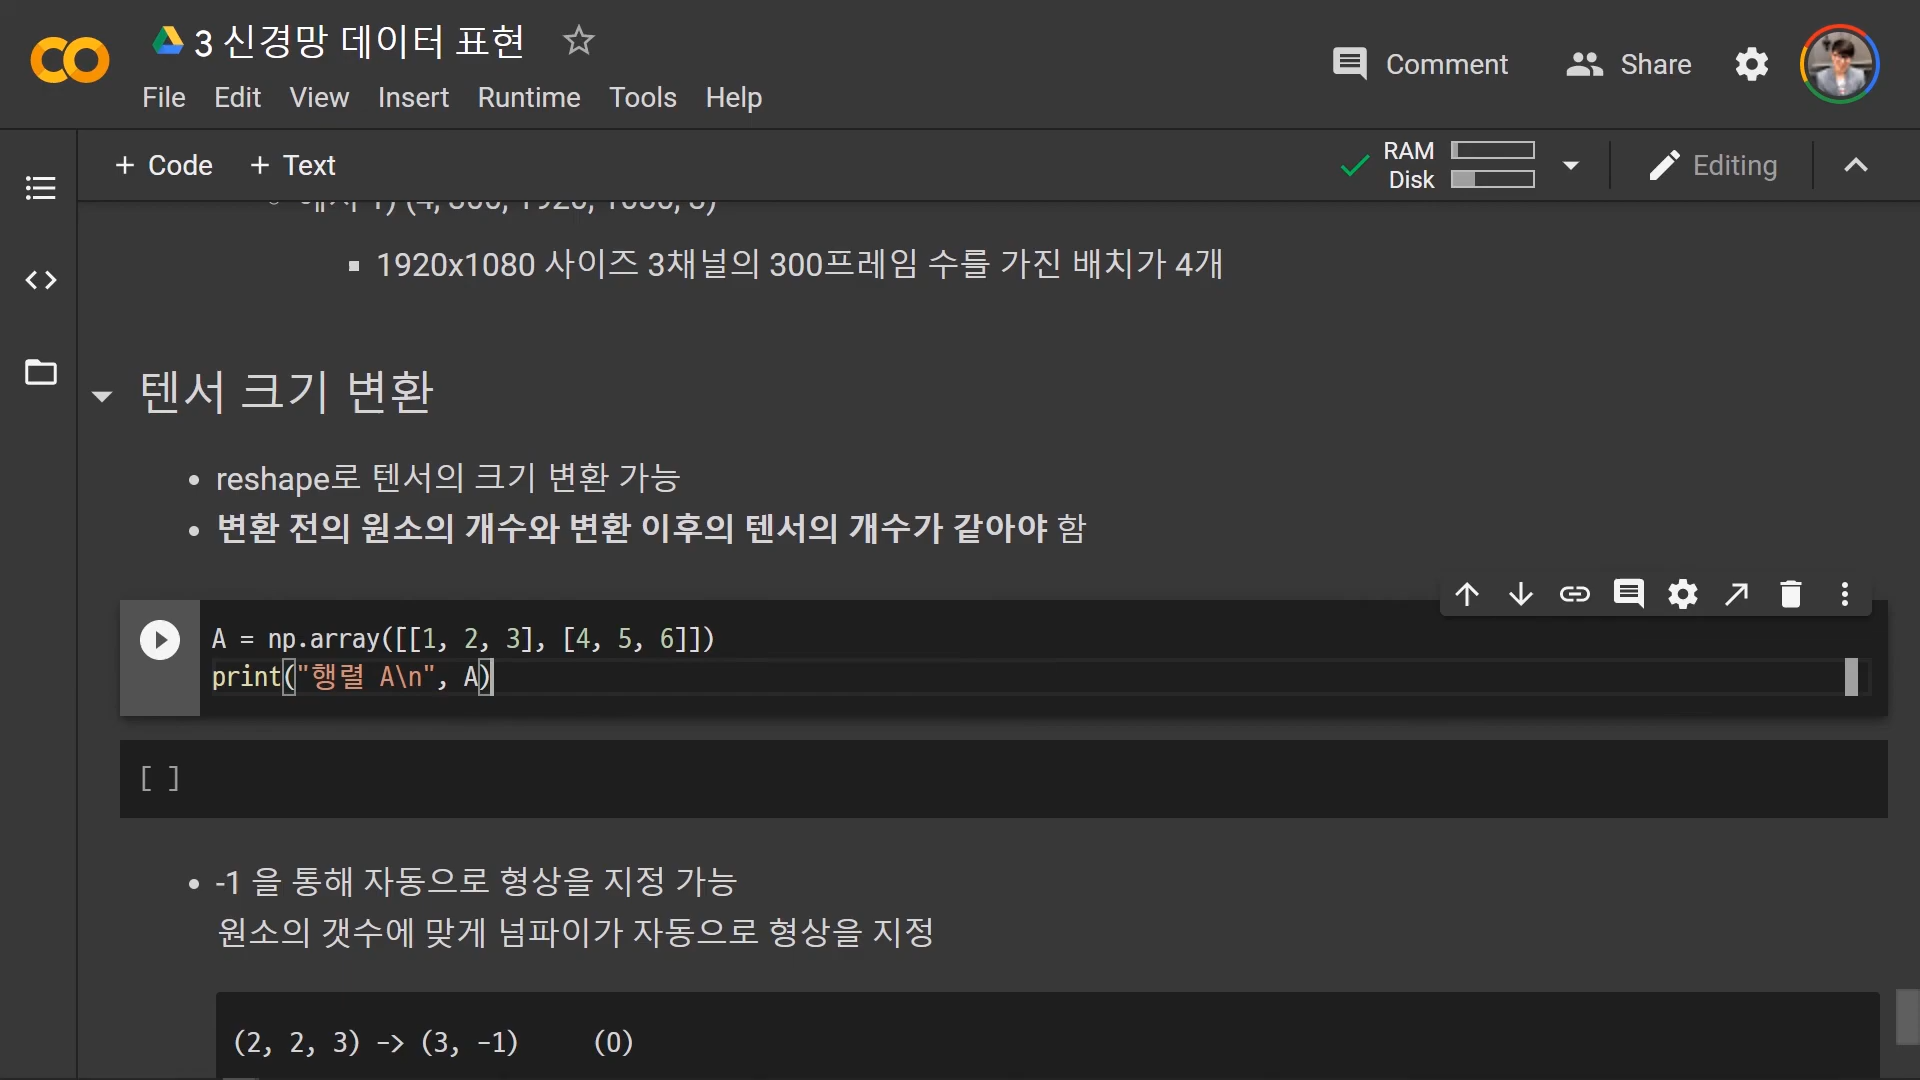 3 신경망 데이터 표현
Comment
Share
File Edit View Insert Runtime Tools Help
+ Code + Text
RAM
Disk
Editing
1920x1080 사이즈 3채널의 300프레임 수를 가진 배치가 4개
텐서 크기 변환
reshape로 텐서의 크기 변환 가능
변환 전의 원소의 개수와 변환 이후의 텐서의 개수가 같아야 함
A = np.array([[1, 2, 3], [4, 5, 6]])
print("행렬 A\n", A)
[ ]
-1 을 통해 자동으로 형상을 지정 가능
원소의 갯수에 맞게 넘파이가 자동으로 형상을 지정
(2, 2, 3) -> (3, -1) (O)